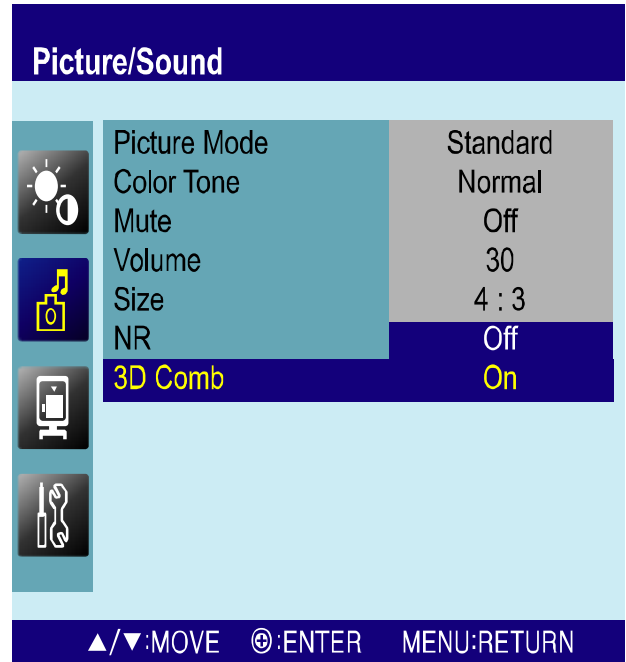 Picture/Sound
Picture Mode Standard
Color Tone Normal
Mute Off
Volume 30
Size 4 : 3
NR Off
3D Comb On
▲/▼:MOVE ⊕:ENTER MENU:RETURN